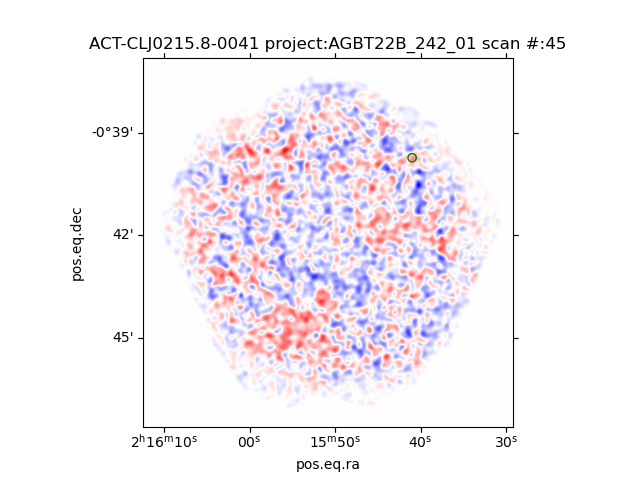 ACT-CLJ0215.8-0041 project:AGBT22B_242_01 scan #:45
-0°39'
42'
45'
pos.eq.dec
2ʰ16ᵐ10ˢ 00ˢ 15ᵐ50ˢ 40ˢ 30ˢ
pos.eq.ra